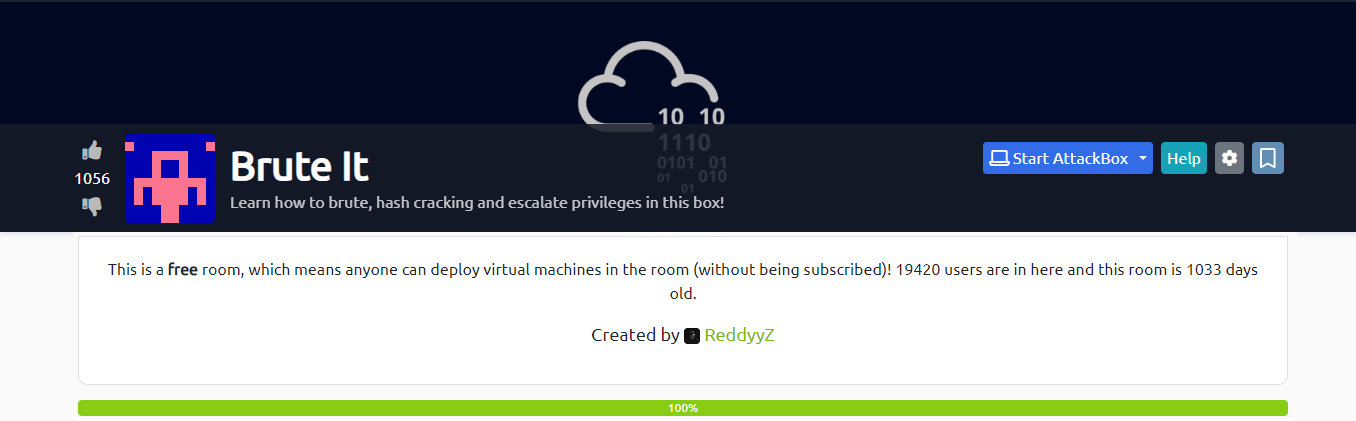 10 10
1110
0101 01
01 010
01
1056
Brute It
Learn how to brute, hash cracking and escalate privileges in this box!
Start AttackBox
Help
This is a free room, which means anyone can deploy virtual machines in the room (without being subscribed)! 19420 users are in here and this room is 1033 days
old.
Created by ReddyyZ
100%